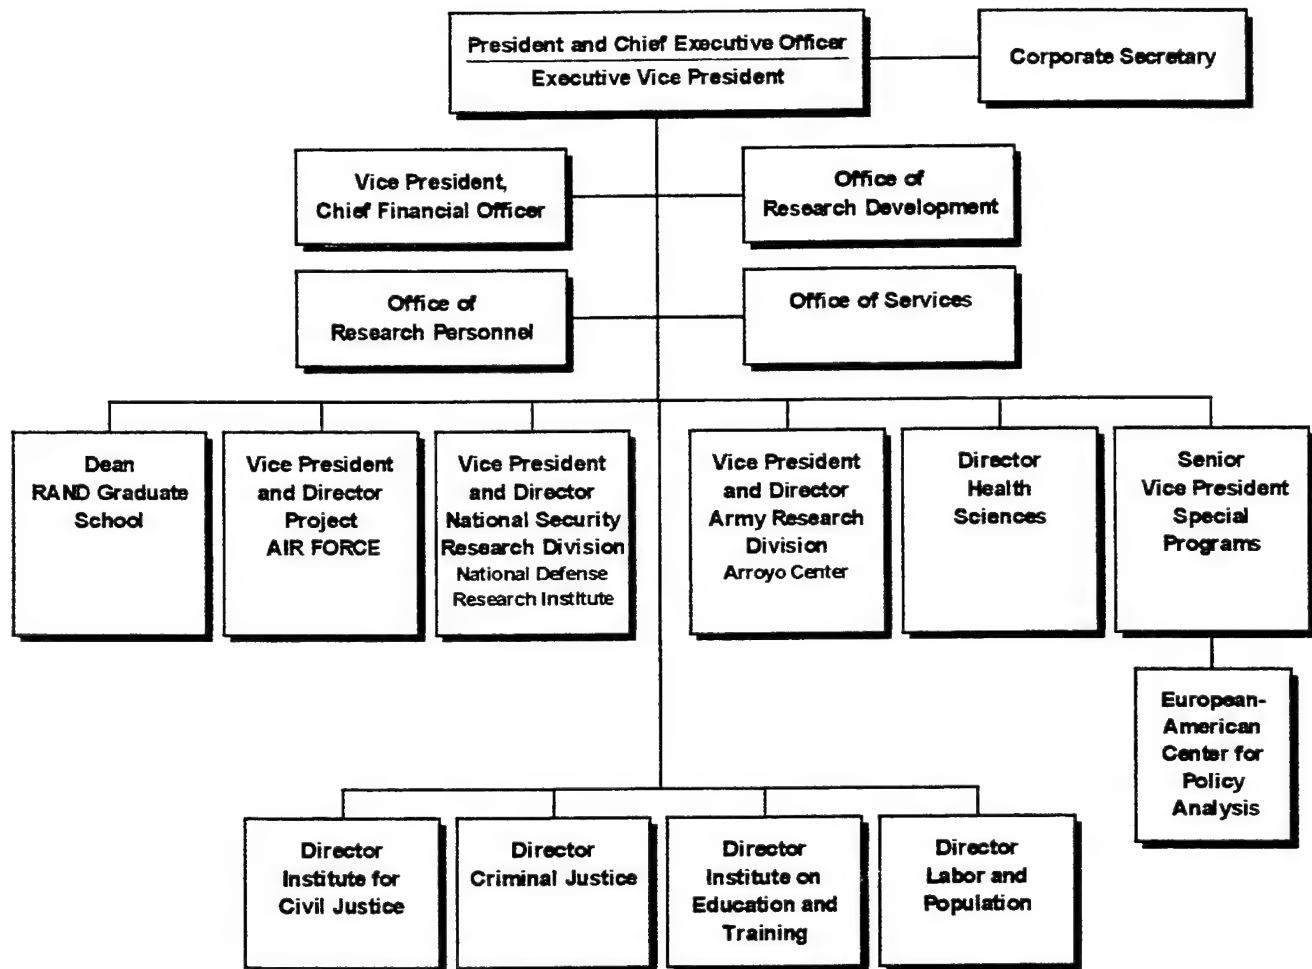 President and Chief Executive Officer
Executive Vice President
Corporate Secretary
Vice President,
Chief Financial Officer
Office of
Research Development
Office of
Research Personnel
Office of Services
Dean
RAND Graduate
School
Vice President
and Director
Project
AIR FORCE
Vice President
and Director
National Security
Research Division
National Defense
Research Institute
Vice President
and Director
Army Research
Division
Arroyo Center
Director
Health
Sciences
Senior
Vice President
Special
Programs
European-
American
Center for
Policy
Analysis
Director
Institute for
Civil Justice
Director
Criminal Justice
Director
Institute on
Education and
Training
Director
Labor and
Population